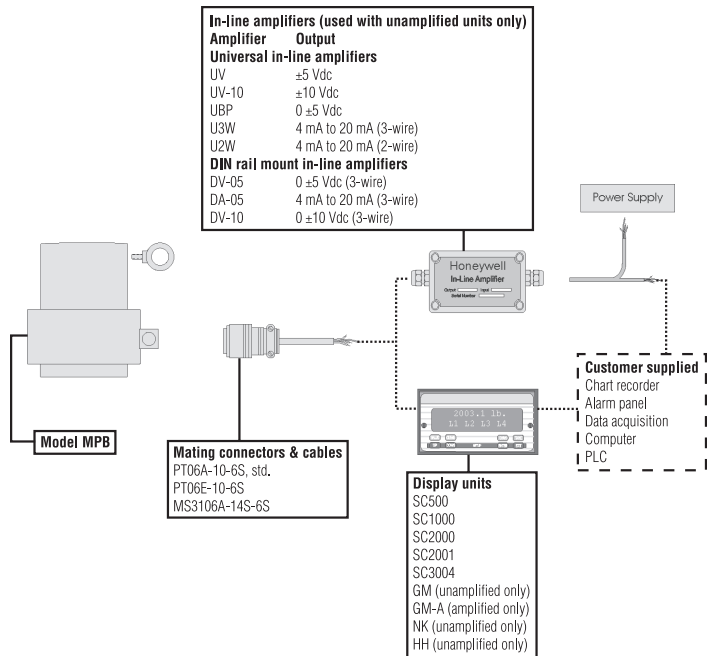 In-line amplifiers (used with unamplified units only)
Amplifier Output
Universal in-line amplifiers
UV ±5 Vdc
UV-10 ±10 Vdc
UBP 0 ±5 Vdc
U3W 4 mA to 20 mA (3-wire)
U2W 4 mA to 20 mA (2-wire)
DIN rail mount in-line amplifiers
DV-05 0 ±5 Vdc (3-wire)
DA-05 4 mA to 20 mA (3-wire)
DV-10 0 ±10 Vdc (3-wire)
Power Supply
Honeywell
In-Line Amplifier
Output Input
Serial Number
Model MPB
Mating connectors & cables
PT06A-10-6S, std.
PT06E-10-6S
MS3106A-14S-6S
2083.1 lb.
L1 L2 L3 L4
Customer supplied
Chart recorder
Alarm panel
Data acquisition
Computer
PLC
Display units
SC500
SC1000
SC2000
SC2001
SC3004
GM (unamplified only)
GM-A (amplified only)
NK (unamplified only)
HH (unamplified only)